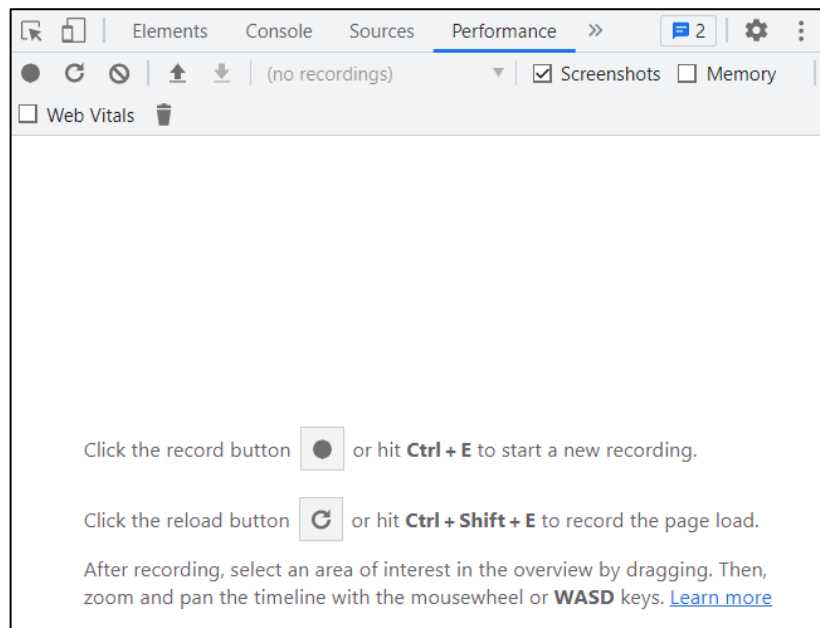 Elements Console Sources Performance » 2
(no recordings) Screenshots Memory
Web Vitals
Click the record button or hit Ctrl + E to start a new recording.
Click the reload button or hit Ctrl + Shift + E to record the page load.
After recording, select an area of interest in the overview by dragging. Then,
zoom and pan the timeline with the mousewheel or WASD keys. Learn more